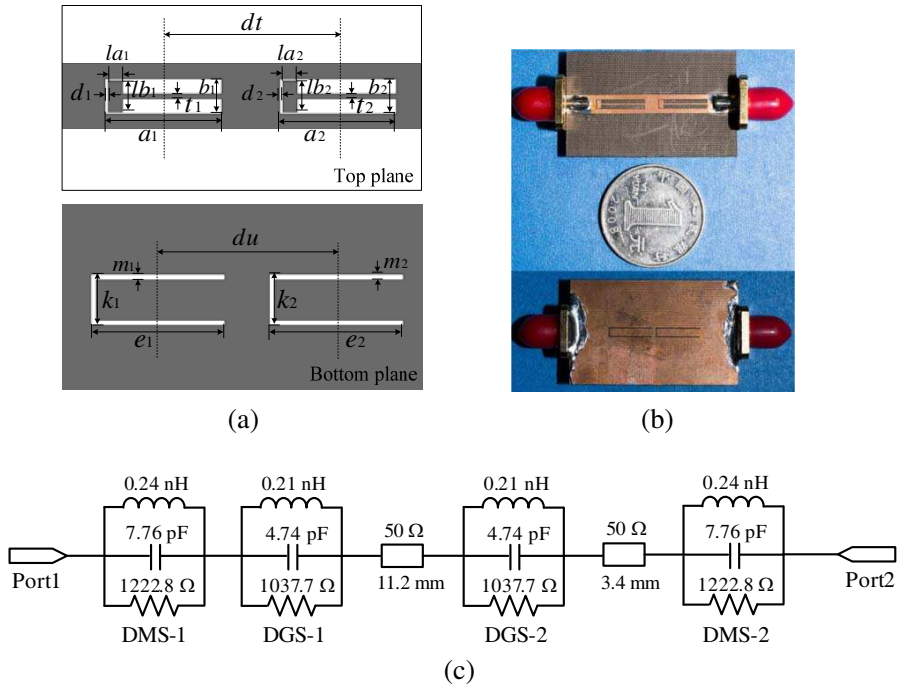 dt
la1 la2
d1 lb1 b1 d2 lb2 b2
t1 t2
a1 a2
Top plane
du
m1 m2
k1 k2
e1 e2
Bottom plane
(a)
1
元
2008
(b)
0.24 nH 0.21 nH 0.21 nH 0.24 nH
7.76 pF 4.74 pF 50 Ω 4.74 pF 50 Ω 7.76 pF
Port1 1222.8 Ω 1037.7 Ω 11.2 mm 1037.7 Ω 3.4 mm 1222.8 Ω Port2
DMS-1 DGS-1 DGS-2 DMS-2
(c)